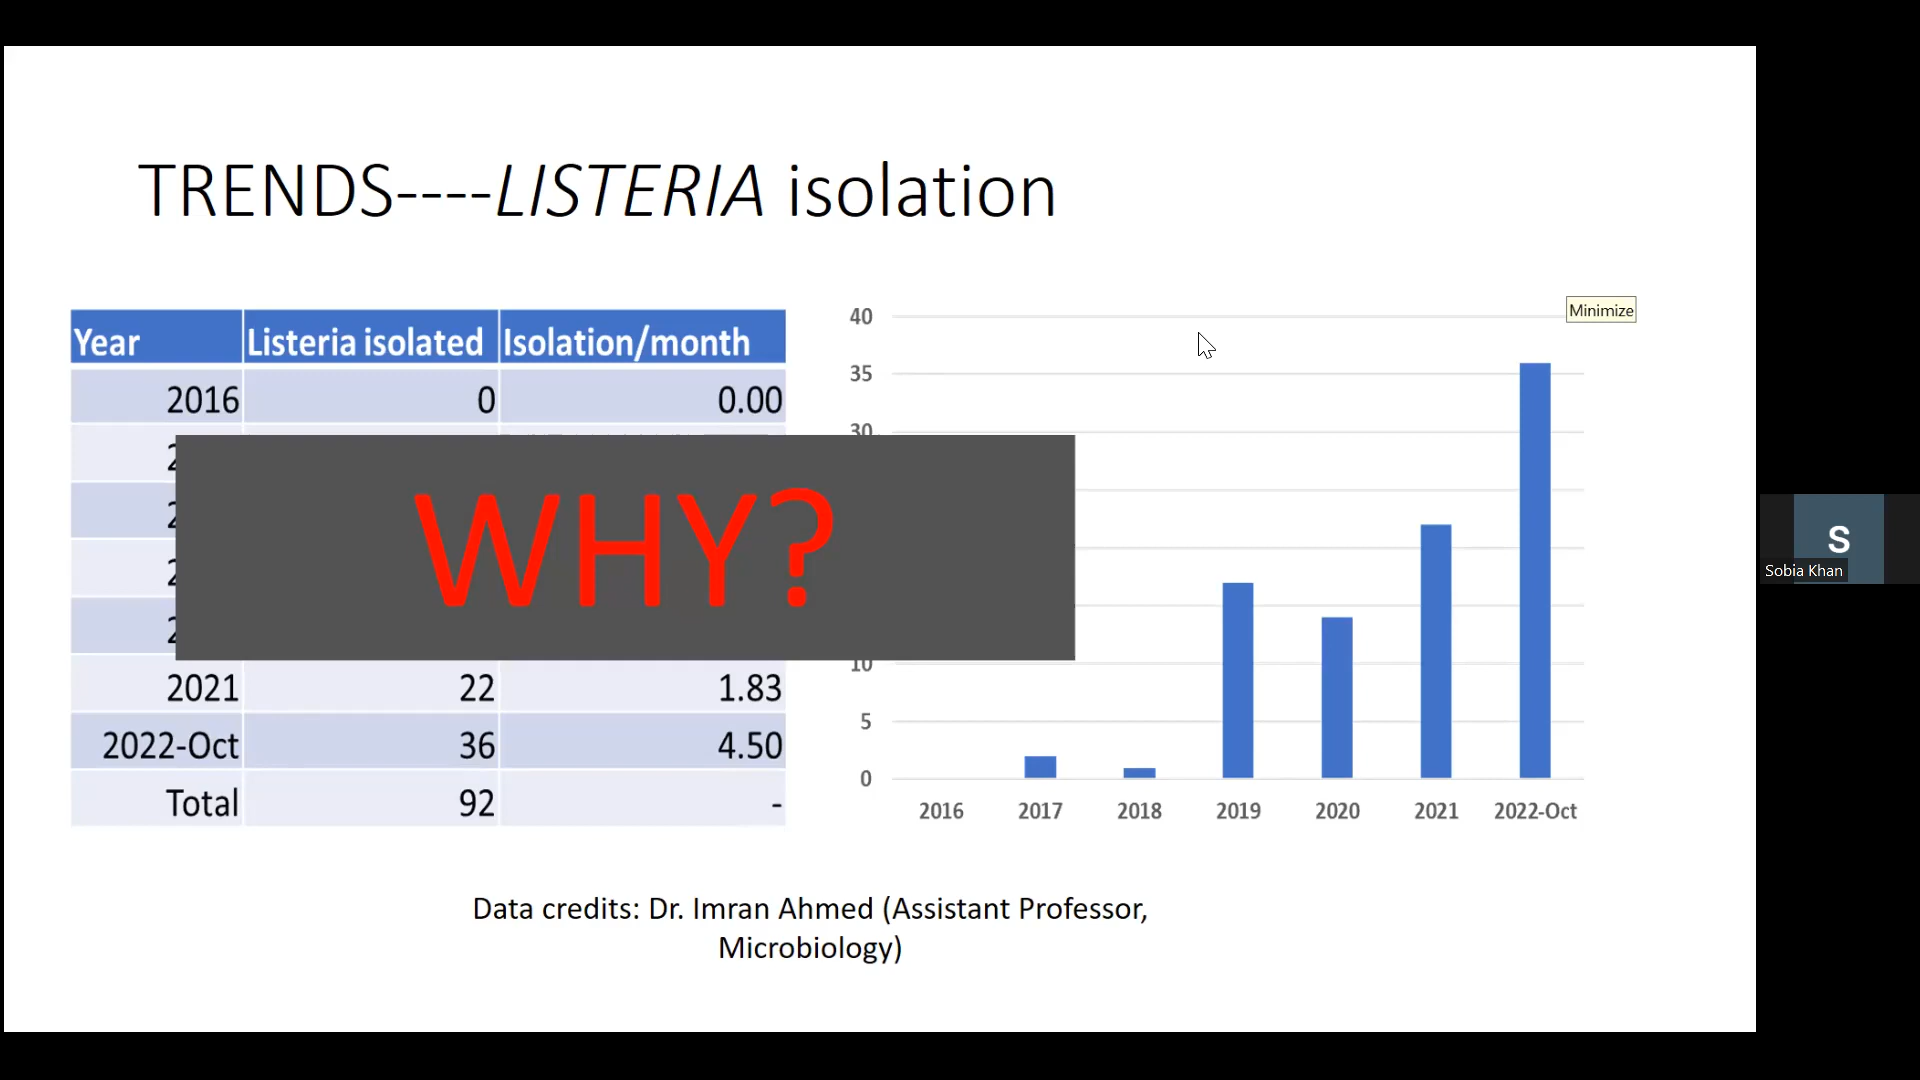 TRENDS----LISTERIA isolation
Year Listeria isolated Isolation/month
2016 0 0.00
WHY?
2021 22 1.83
2022-Oct 36 4.50
Total 92 -
40
35
30
10
5
0
2016 2017 2018 2019 2020 2021 2022-Oct
Minimize
Data credits: Dr. Imran Ahmed (Assistant Professor,
Microbiology)
S
Sobia Khan